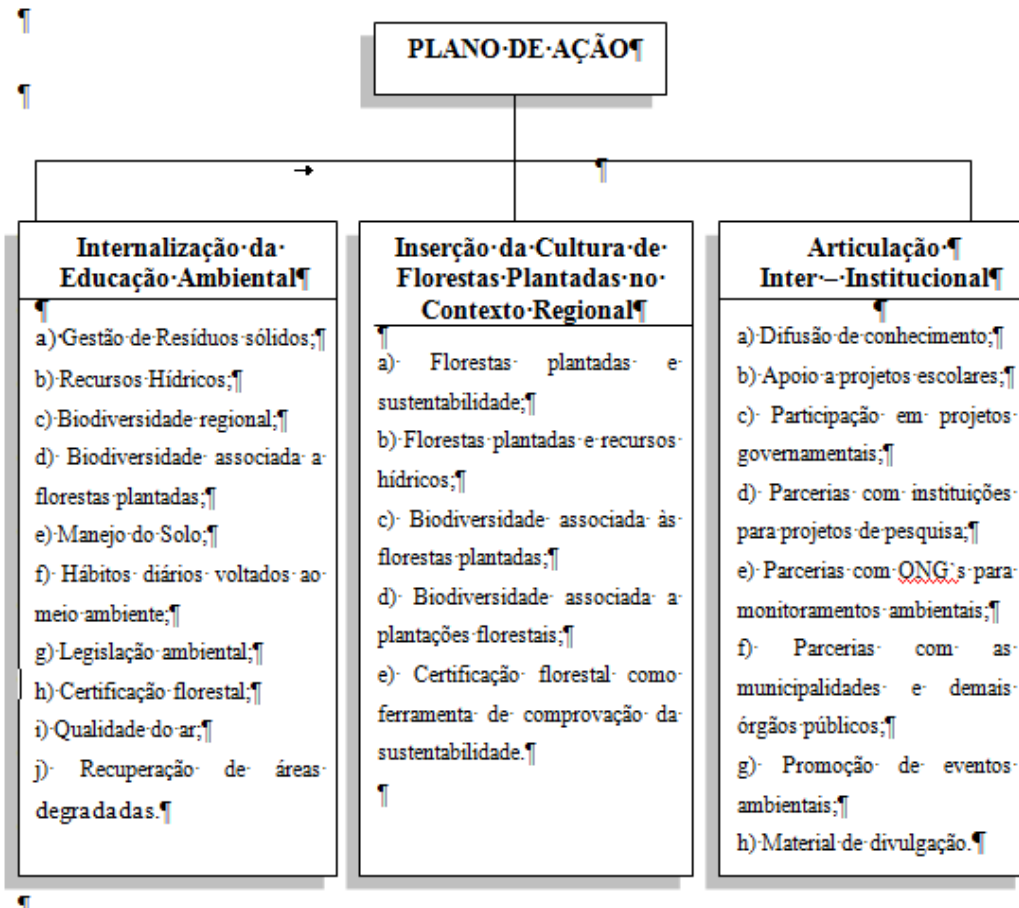 PLANO DE AÇÃO
Internalização da
Educação Ambiental
a) Gestão de Resíduos sólidos;
b) Recursos Hídricos;
c) Biodiversidade regional;
d) Biodiversidade associada a
florestas plantadas;
e) Manejo do Solo;
f) Hábitos diários voltados ao
meio ambiente;
g) Legislação ambiental;
h) Certificação florestal;
i) Qualidade do ar;
j) Recuperação de áreas
degradadas.
Inserção da Cultura de
Florestas Plantadas no
Contexto Regional
a) Florestas plantadas e
sustentabilidade;
b) Florestas plantadas e recursos
hídricos;
c) Biodiversidade associada às
florestas plantadas;
d) Biodiversidade associada a
plantações florestais;
e) Certificação florestal como
ferramenta de comprovação da
sustentabilidade.
Articulação
Inter – Institucional
a) Difusão de conhecimento;
b) Apoio a projetos escolares;
c) Participação em projetos
governamentais;
d) Parcerias com instituições
para projetos de pesquisa;
e) Parcerias com ONG`s para
monitoramentos ambientais;
f) Parcerias com as
municipalidades e demais
órgãos públicos;
g) Promoção de eventos
ambientais;
h) Material de divulgação.